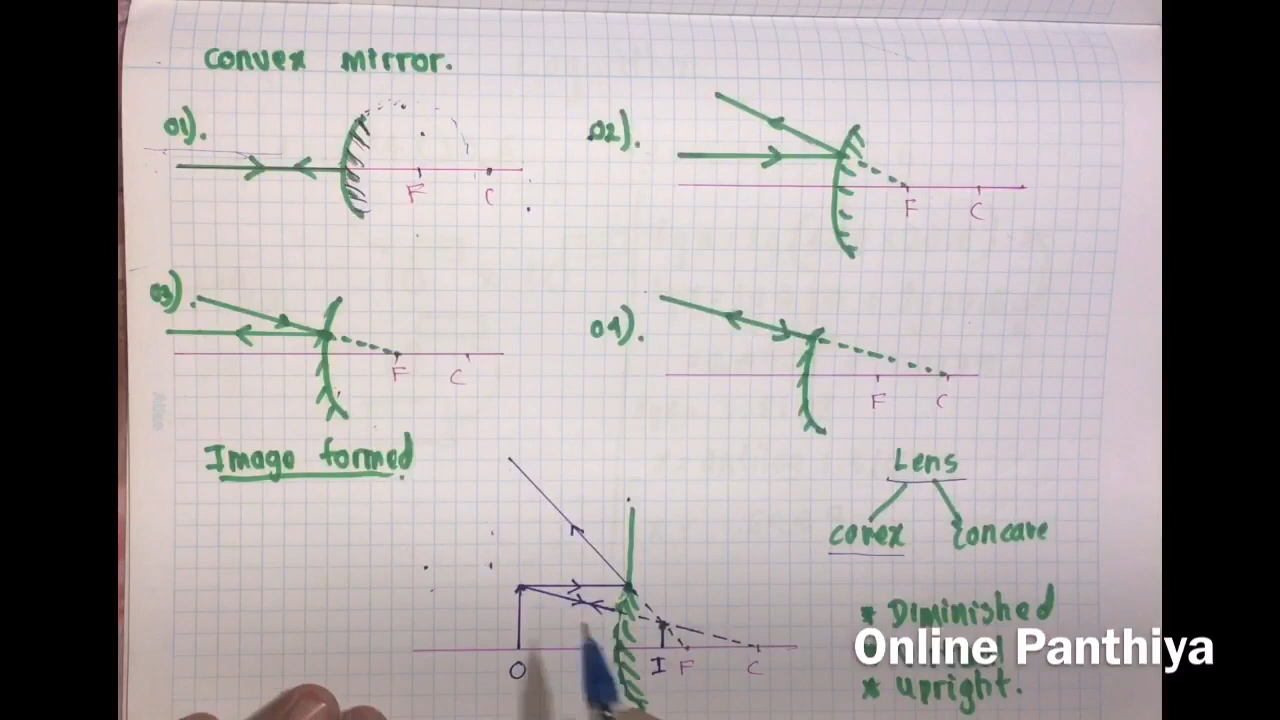 convex mirror.
01).
F
C
02).
F
C
03).
F
C
04).
F
C
Image formed.
Lens
convex
concave
O
I
F
C
* Diminished
Online Panthiya
* upright.